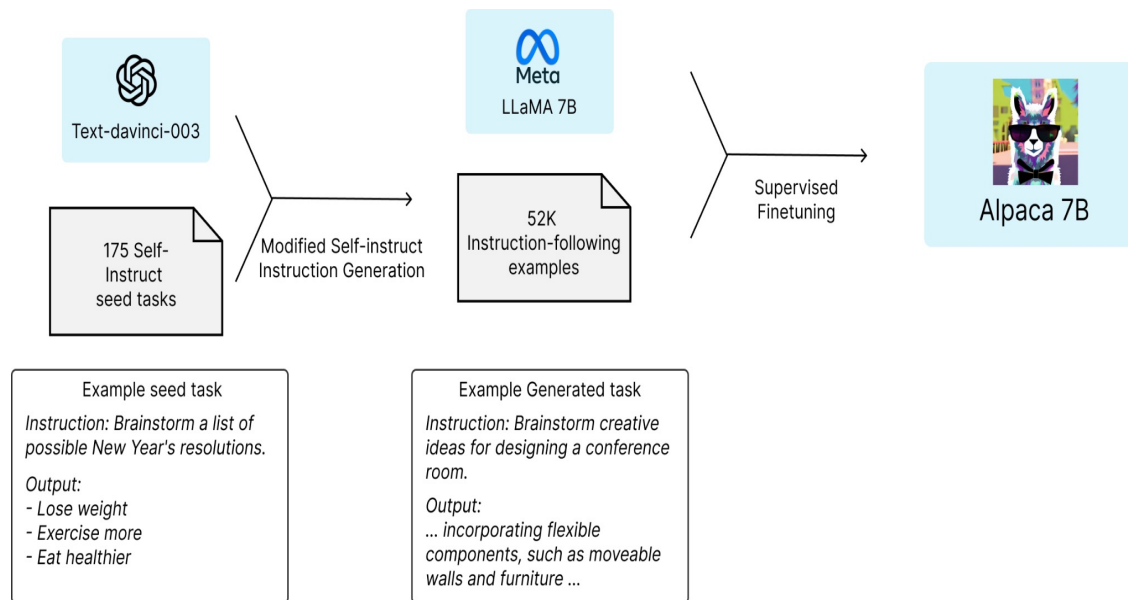 Text-davinci-003
175 Self-
Instruct
seed tasks
Modified Self-instruct
Instruction Generation
Meta
LLaMA 7B
52K
Instruction-following
examples
Supervised
Finetuning
Alpaca 7B
Example seed task
Instruction: Brainstorm a list of
possible New Year's resolutions.
Output:
- Lose weight
- Exercise more
- Eat healthier
Example Generated task
Instruction: Brainstorm creative
ideas for designing a conference
room.
Output:
... incorporating flexible
components, such as moveable
walls and furniture ...